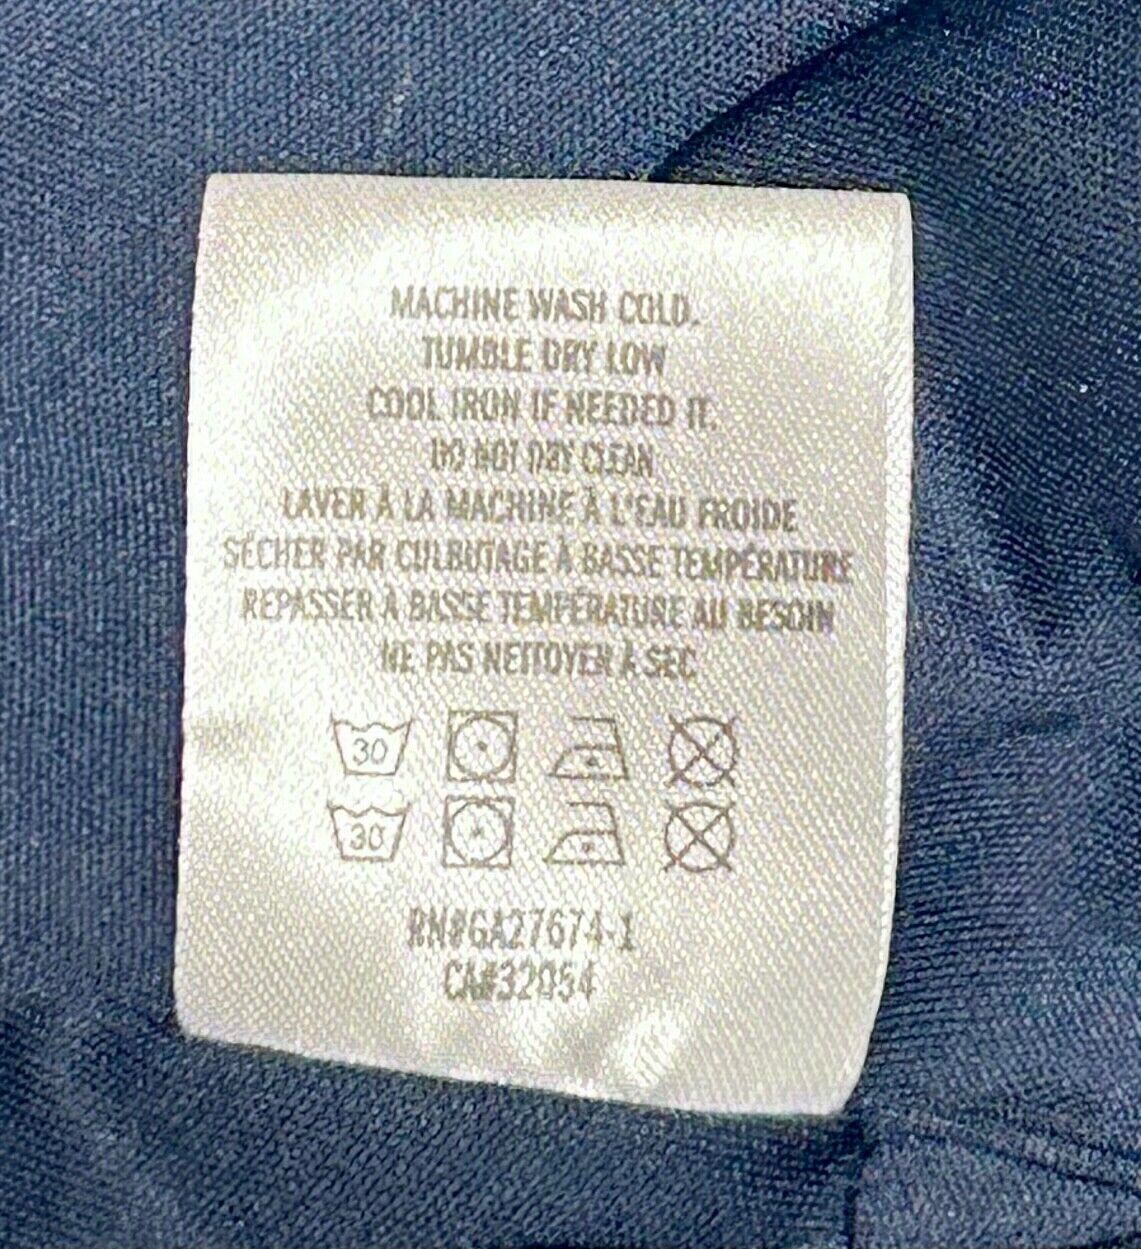 MACHINE WASH COLD.
TUMBLE DRY LOW
COOL IRON IF NEEDED IT.
DO NOT DRY CLEAN
LAVER À LA MACHINE À L'EAU FROIDE
SÉCHER PAR CULBUTAGE À BASSE TEMPÉRATURE
REPASSER À BASSE TEMPÉRATURE AU BESOIN
NE PAS NETTOYER À SEC
30
30
RN#GA27674-1
CA#32054